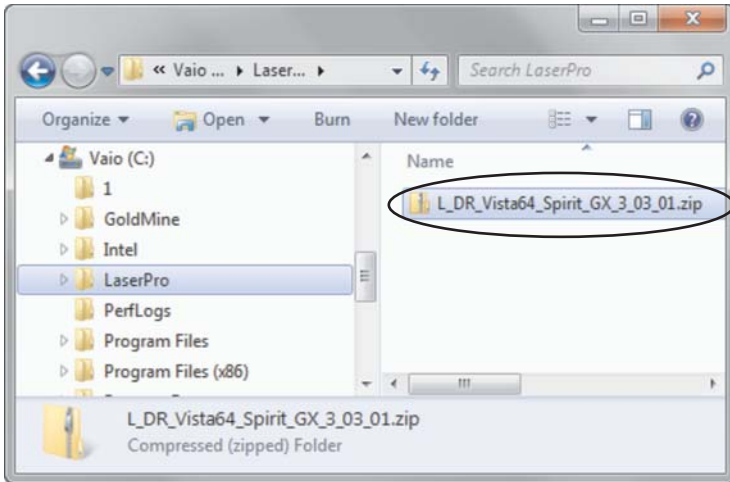 « Vaio ... Laser...
Search LaserPro
Organize Open Burn New folder
Vaio (C:)
1
GoldMine
Intel
LaserPro
PerfLogs
Program Files
Program Files (x86)
Name
L_DR_Vista64_Spirit_GX_3_03_01.zip
L_DR_Vista64_Spirit_GX_3_03_01.zip
Compressed (zipped) Folder